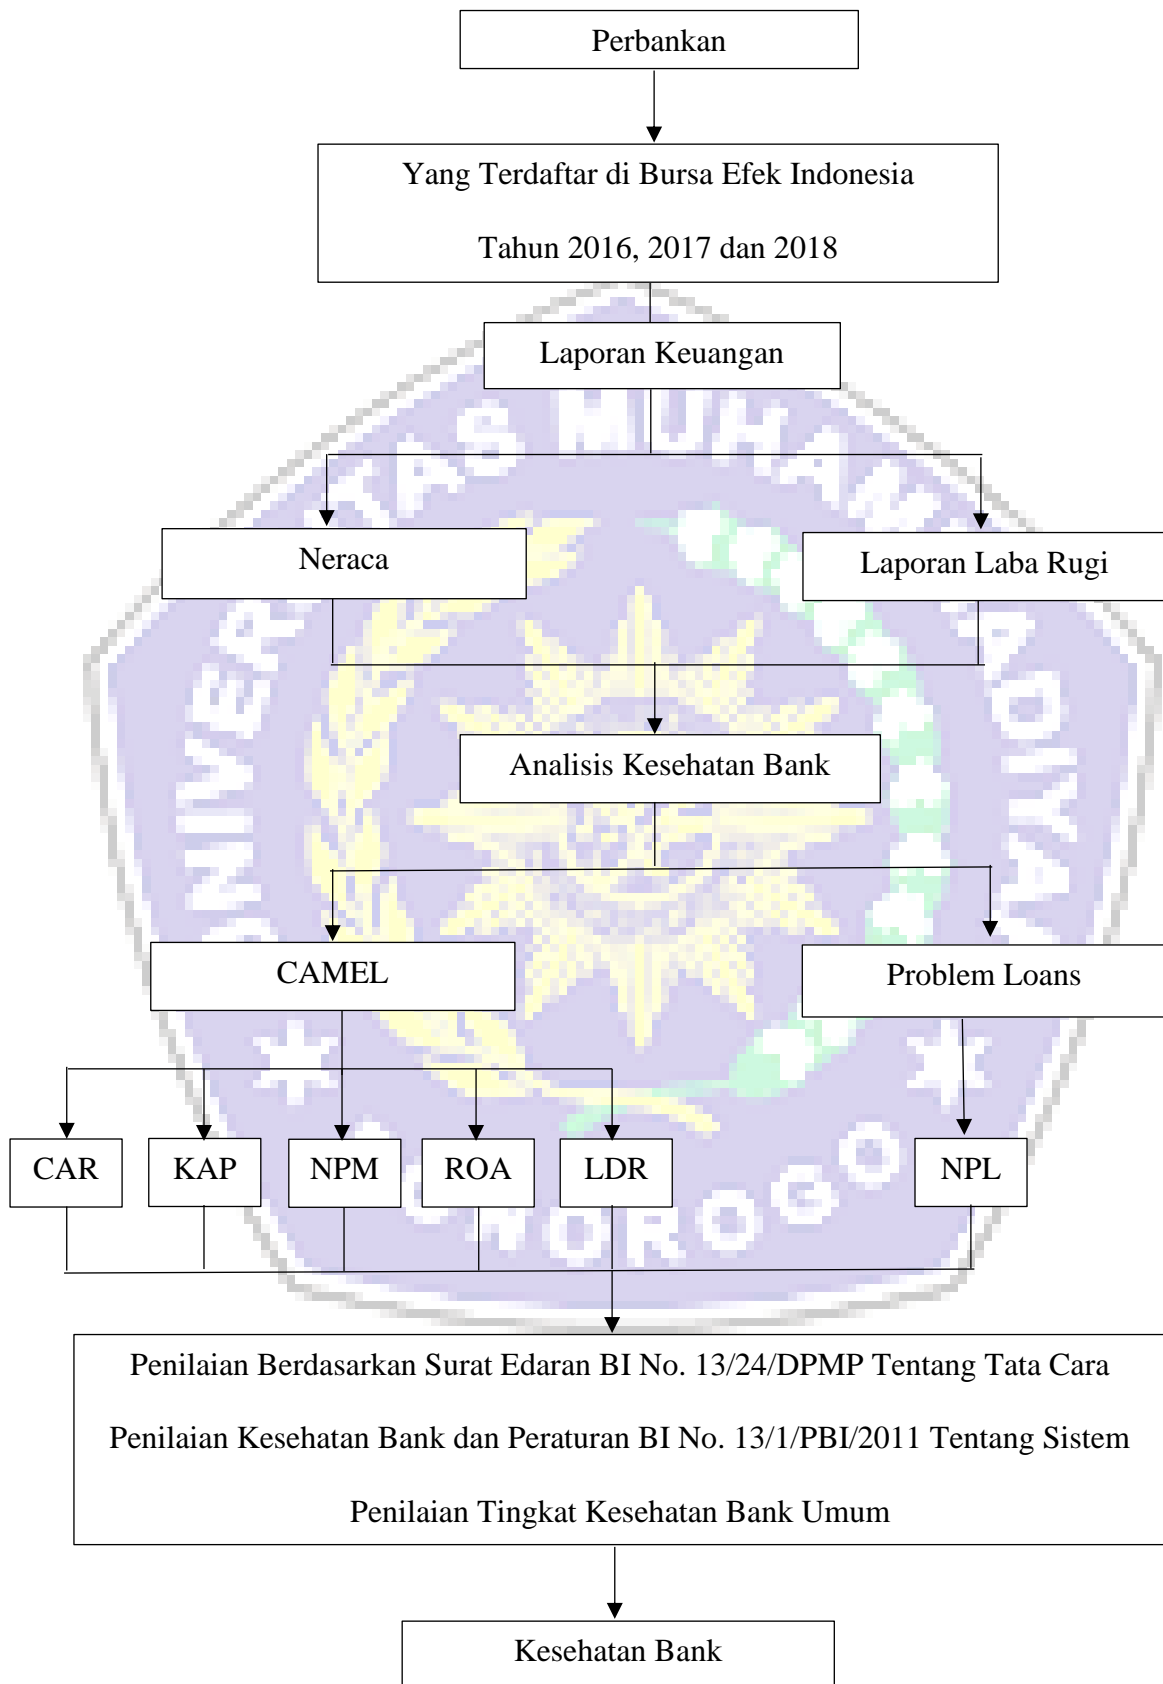 Perbankan
Yang Terdaftar di Bursa Efek Indonesia
Tahun 2016, 2017 dan 2018
Laporan Keuangan
Neraca
Laporan Laba Rugi
Analisis Kesehatan Bank
CAMEL
Problem Loans
CAR
KAP
NPM
ROA
LDR
NPL
Penilaian Berdasarkan Surat Edaran BI No. 13/24/DPMP Tentang Tata Cara
Penilaian Kesehatan Bank dan Peraturan BI No. 13/1/PBI/2011 Tentang Sistem
Penilaian Tingkat Kesehatan Bank Umum
Kesehatan Bank